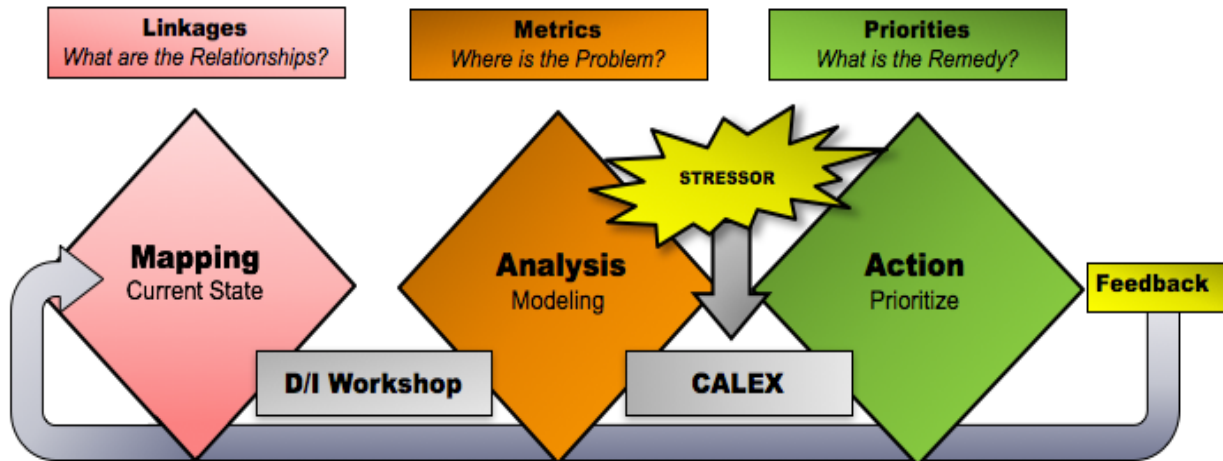 Linkages
What are the Relationships?
Metrics
Where is the Problem?
Priorities
What is the Remedy?
STRESSOR
Mapping
Current State
Analysis
Modeling
Action
Prioritize
Feedback
D/I Workshop
CALEX